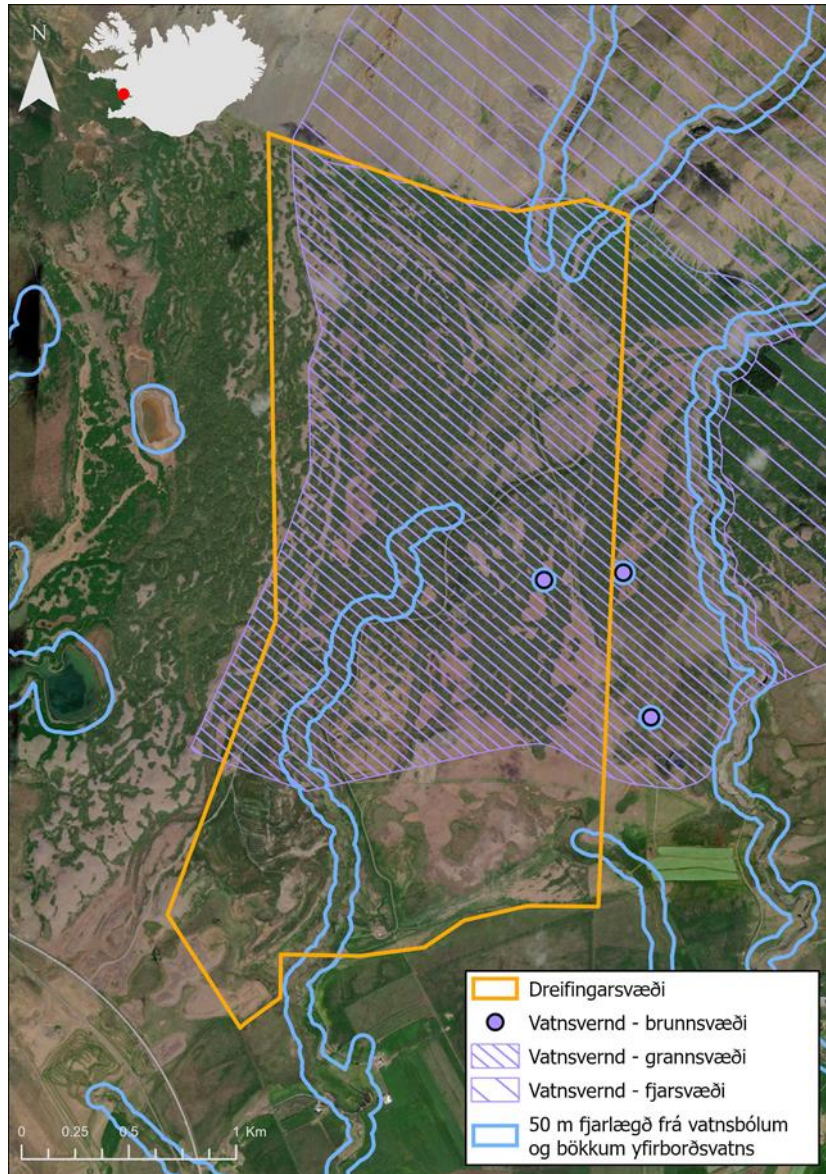 N
Dreifingarsvæði
Vatnsvernd - brunnsvæði
Vatnsvernd - grannsvæði
Vatnsvernd - fjarsvæði
50 m fjarlægð frá vatnsbólum
og bökkum yfirborðsvatns
0 0.25 0.5 1 Km